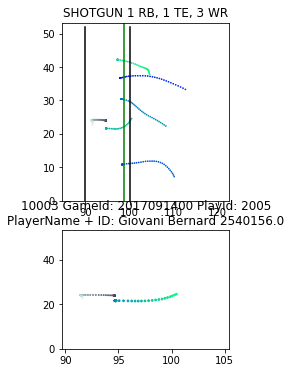 SHOTGUN 1 RB, 1 TE, 3 WR
50
40
30
20
10
0
90 100 110 120
10003 GameId: 2017091400 PlayId: 2005
PlayerName + ID: Giovani Bernard 2540156.0
40
20
0
90 95 100 105